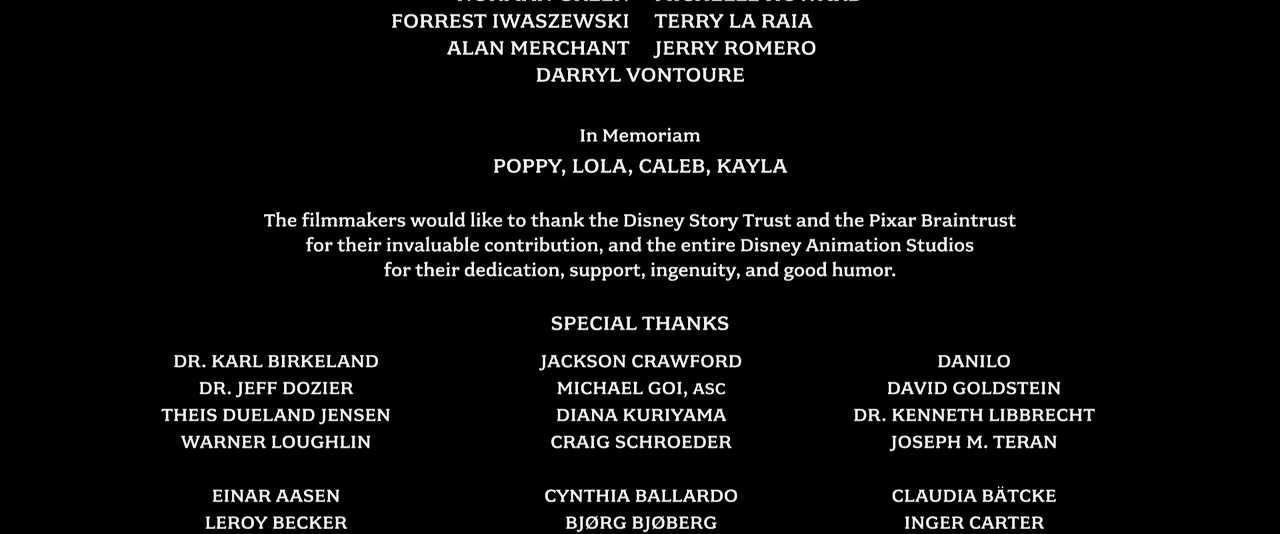 FORREST IWASZEWSKI TERRY LA RAIA
ALAN MERCHANT JERRY ROMERO
DARRYL VONTOURE
In Memoriam
POPPY, LOLA, CALEB, KAYLA
The filmmakers would like to thank the Disney Story Trust and the Pixar Braintrust
for their invaluable contribution, and the entire Disney Animation Studios
for their dedication, support, ingenuity, and good humor.
SPECIAL THANKS
DR. KARL BIRKELAND JACKSON CRAWFORD DANILO
DR. JEFF DOZIER MICHAEL GOI, ASC DAVID GOLDSTEIN
THEIS DUELAND JENSEN DIANA KURIYAMA DR. KENNETH LIBBRECHT
WARNER LOUGHLIN CRAIG SCHROEDER JOSEPH M. TERAN
EINAR AASEN CYNTHIA BALLARDO CLAUDIA BÄTCKE
LEROY BECKER BJØRG BJØBERG INGER CARTER